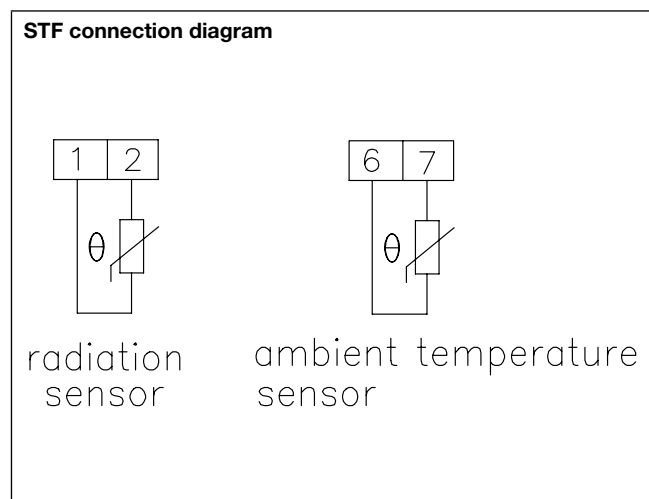 STF connection diagram
1 2
6 7
θ
θ
radiation
sensor
ambient temperature
sensor